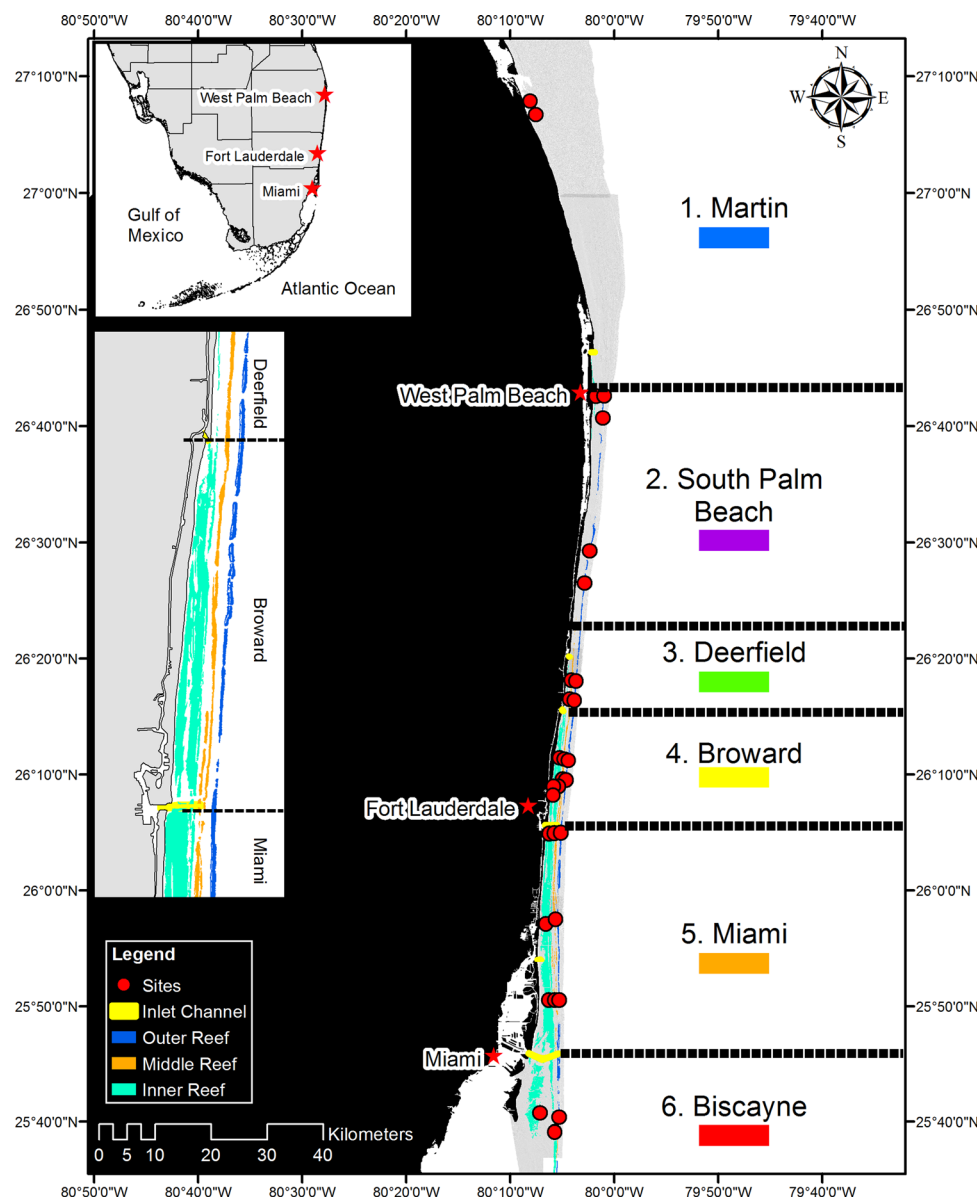 80°50'0"W
80°40'0"W
80°30'0"W
80°20'0"W
80°10'0"W
80°0'0"W
79°50'0"W
79°40'0"W
27°10'0"N
27°0'0"N
26°50'0"N
26°40'0"N
26°30'0"N
26°20'0"N
26°10'0"N
26°0'0"N
25°50'0"N
25°40'0"N
West Palm Beach
Fort Lauderdale
Miami
Gulf of
Mexico
Atlantic Ocean
N
W
E
S
Deerfield
Broward
Miami
West Palm Beach
Fort Lauderdale
Miami
1. Martin
2. South Palm
Beach
3. Deerfield
4. Broward
5. Miami
6. Biscayne
Legend
Sites
Inlet Channel
Outer Reef
Middle Reef
Inner Reef
Kilometers
0 5 10 20 30 40
27°10'0"N
27°0'0"N
26°50'0"N
26°40'0"N
26°30'0"N
26°20'0"N
26°10'0"N
26°0'0"N
25°50'0"N
25°40'0"N
80°50'0"W
80°40'0"W
80°30'0"W
80°20'0"W
80°10'0"W
80°0'0"W
79°50'0"W
79°40'0"W